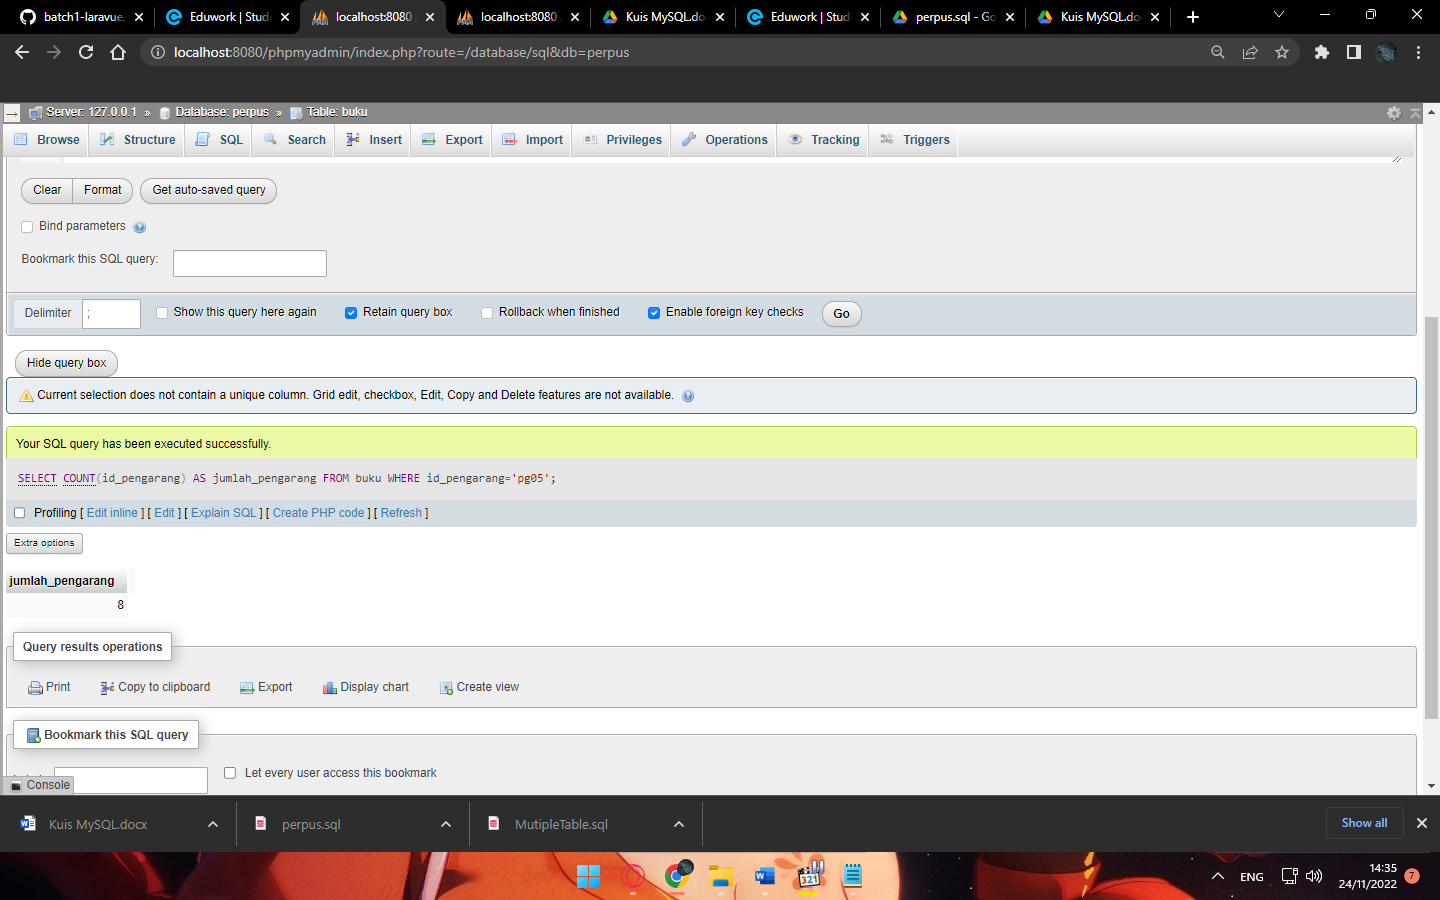 batch1-laravue
Eduwork | Stud
localhost:8080
localhost:8080
Kuis MySQL.do
Eduwork | Stud
perpus.sql - Go
Kuis MySQL.do
localhost:8080/phpmyadmin/index.php?route=/database/sql&db=perpus
Server: 127.0.0.1 » Database: perpus » Table: buku
Browse Structure SQL Search Insert Export Import Privileges Operations Tracking Triggers
Clear Format Get auto-saved query
Bind parameters
Bookmark this SQL query:
Delimiter ; Show this query here again Retain query box Rollback when finished Enable foreign key checks Go
Hide query box
Current selection does not contain a unique column. Grid edit, checkbox, Edit, Copy and Delete features are not available.
Your SQL query has been executed successfully.
SELECT COUNT(id_pengarang) AS jumlah_pengarang FROM buku WHERE id_pengarang='pg05';
Profiling [ Edit inline ] [ Edit ] [ Explain SQL ] [ Create PHP code ] [ Refresh ]
Extra options
jumlah_pengarang
8
Query results operations
Print Copy to clipboard Export Display chart Create view
Bookmark this SQL query
Let every user access this bookmark
Console
Kuis MySQL.docx perpus.sql MutipleTable.sql Show all
321
ENG
14:35
24/11/2022
7